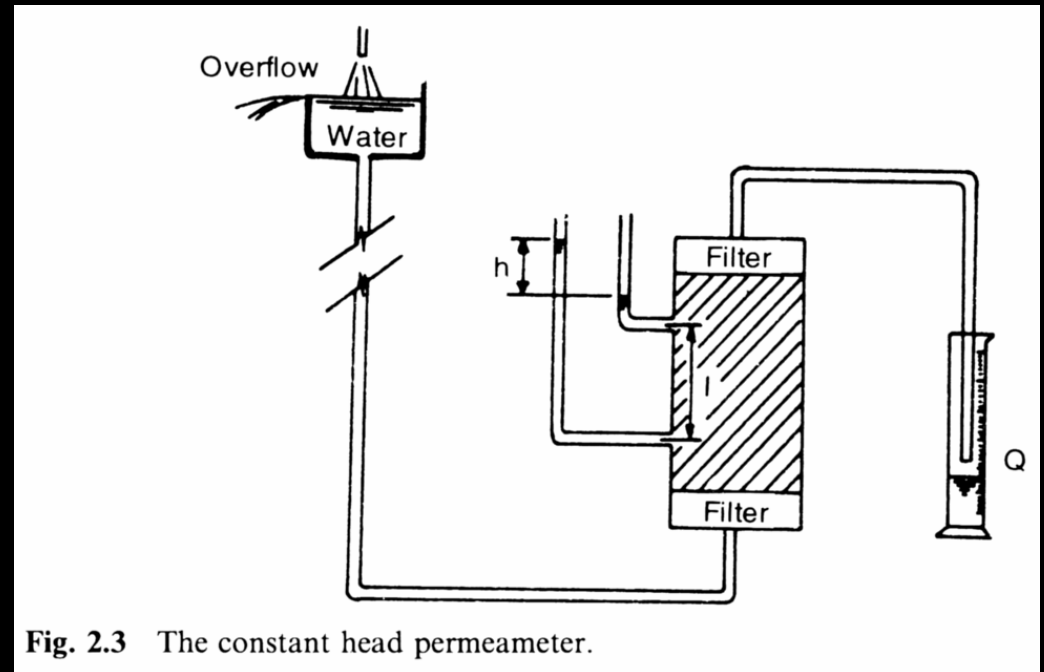 Overflow
Water
h
Filter
l
Filter
Q
Fig. 2.3 The constant head permeameter.